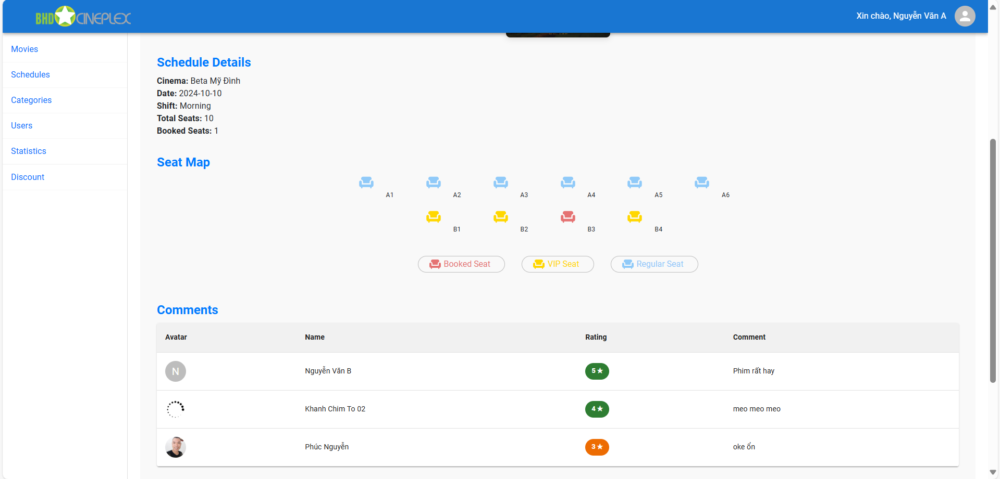 BHD CINEPLEX
Xin chào, Nguyễn Văn A
Movies
Schedules
Categories
Users
Statistics
Discount
Schedule Details
Cinema: Beta Mỹ Đình
Date: 2024-10-10
Shift: Morning
Total Seats: 10
Booked Seats: 1
Seat Map
A1 A2 A3 A4 A5 A6
B1 B2 B3 B4
Booked Seat VIP Seat Regular Seat
Comments
Avatar Name Rating Comment
N Nguyễn Văn B 5★ Phim rất hay
Khanh Chim To 02 4★ meo meo meo
Phúc Nguyễn 3★ oke ổn